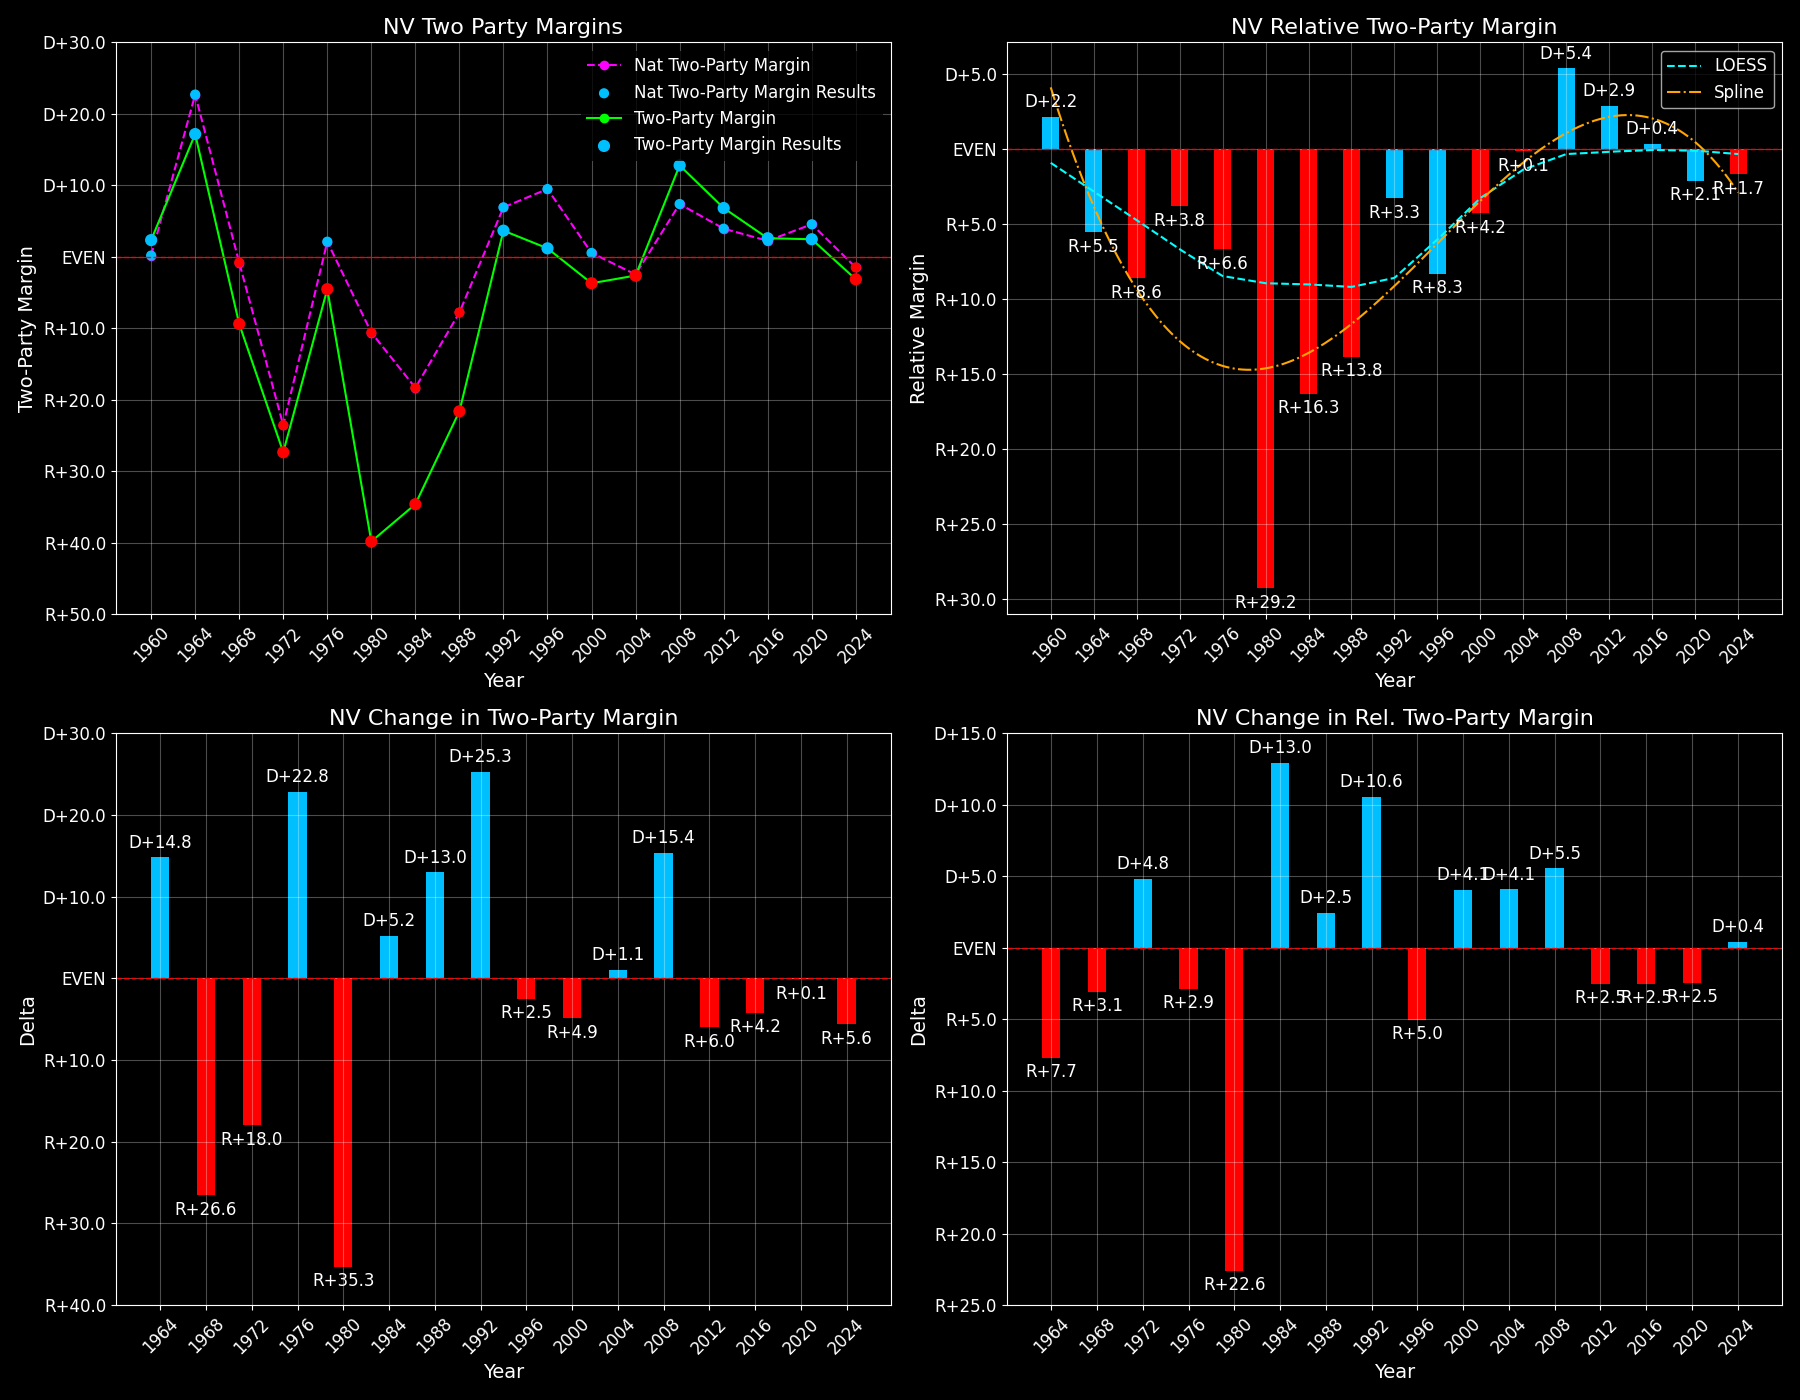 NV Two Party Margins
D+30.0
D+20.0
D+10.0
EVEN
R+10.0
R+20.0
R+30.0
R+40.0
R+50.0
Two-Party Margin
Nat Two-Party Margin
Nat Two-Party Margin Results
Two-Party Margin
Two-Party Margin Results
1960 1964 1968 1972 1976 1980 1984 1988 1992 1996 2000 2004 2008 2012 2016 2020 2024
Year
NV Relative Two-Party Margin
D+5.0
EVEN
R+5.0
R+10.0
R+15.0
R+20.0
R+25.0
R+30.0
Relative Margin
LOESS
Spline
D+2.2
R+5.5
R+8.6
R+3.8
R+6.6
R+29.2
R+16.3
R+13.8
R+3.3
R+8.3
R+4.2
R+0.1
D+5.4
D+2.9
D+0.4
R+2.1
R+1.7
1960 1964 1968 1972 1976 1980 1984 1988 1992 1996 2000 2004 2008 2012 2016 2020 2024
Year
NV Change in Two-Party Margin
D+30.0
D+20.0
D+10.0
EVEN
R+10.0
R+20.0
R+30.0
R+40.0
Delta
D+14.8
R+26.6
R+18.0
D+22.8
R+35.3
D+5.2
D+13.0
D+25.3
R+2.5
R+4.9
D+1.1
D+15.4
R+6.0
R+4.2
R+0.1
R+5.6
1964 1968 1972 1976 1980 1984 1988 1992 1996 2000 2004 2008 2012 2016 2020 2024
Year
NV Change in Rel. Two-Party Margin
D+15.0
D+10.0
D+5.0
EVEN
R+5.0
R+10.0
R+15.0
R+20.0
R+25.0
Delta
R+7.7
R+3.1
D+4.8
R+2.9
R+22.6
D+13.0
D+2.5
D+10.6
R+5.0
D+4.1
D+4.1
D+5.5
R+2.5
R+2.5
R+2.5
D+0.4
1964 1968 1972 1976 1980 1984 1988 1992 1996 2000 2004 2008 2012 2016 2020 2024
Year